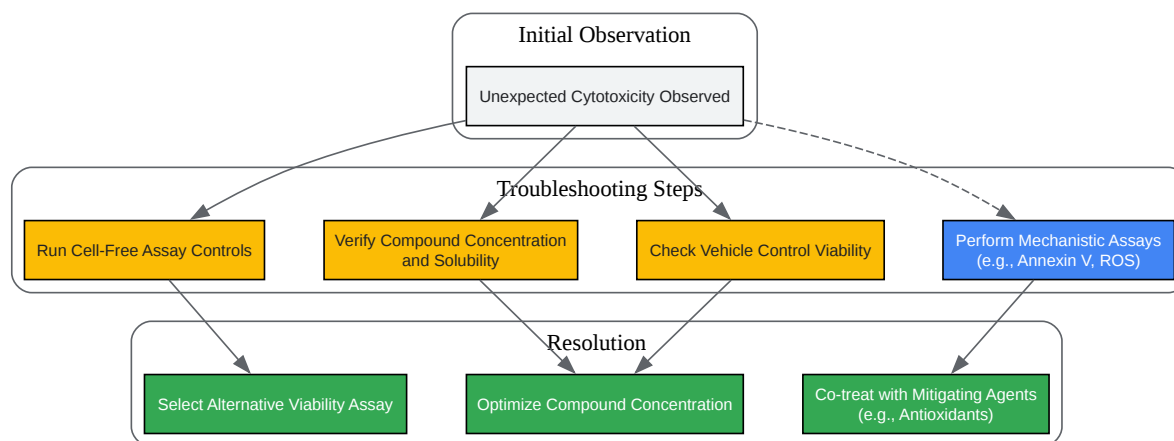 Initial Observation
Unexpected Cytotoxicity Observed
Troubleshooting Steps
Run Cell-Free Assay Controls
Verify Compound Concentration
and Solubility
Check Vehicle Control Viability
Perform Mechanistic Assays
(e.g., Annexin V, ROS)
Resolution
Select Alternative Viability Assay
Optimize Compound Concentration
Co-treat with Mitigating Agents
(e.g., Antioxidants)